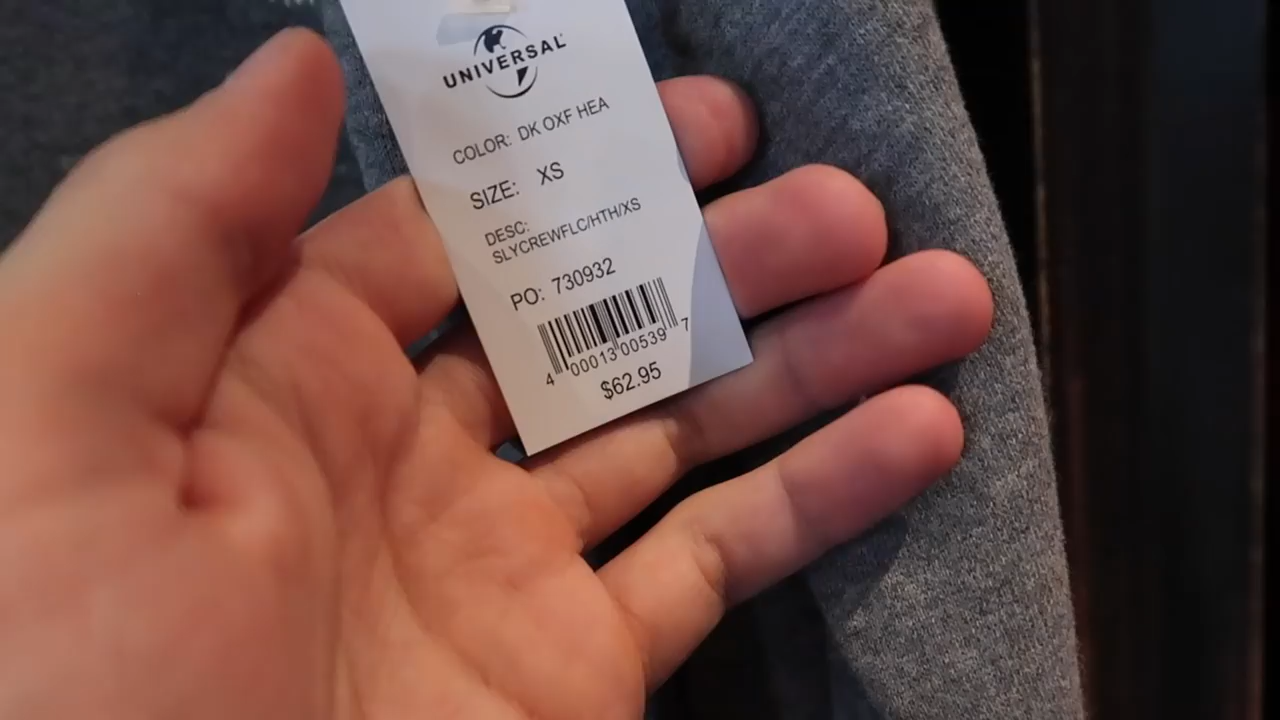 UNIVERSAL
COLOR: DK OXF HEA
SIZE: XS
DESC:
SLYCREWFLC/HTH/XS
PO: 730932
4 00013 00539 7
$62.95